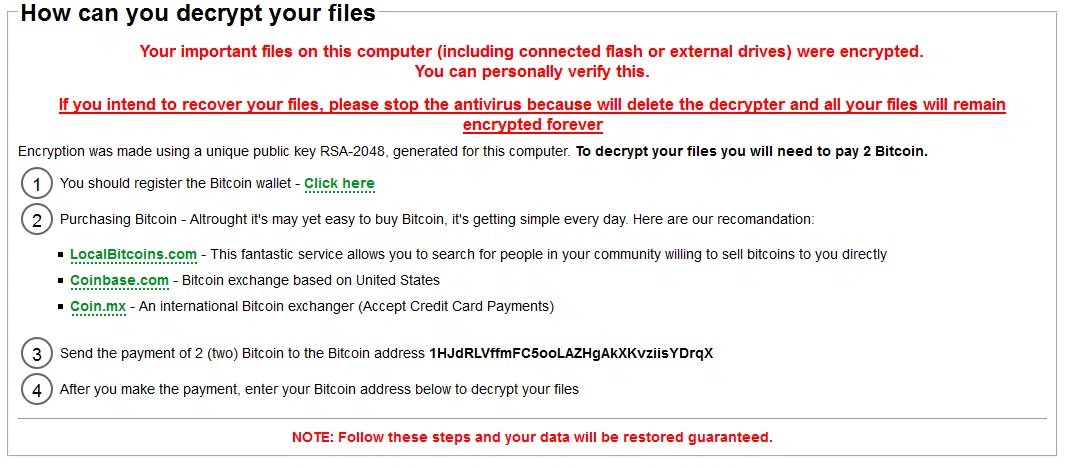 How can you decrypt your files
Your important files on this computer (including connected flash or external drives) were encrypted.
You can personally verify this.
If you intend to recover your files, please stop the antivirus because will delete the decrypter and all your files will remain
encrypted forever
Encryption was made using a unique public key RSA-2048, generated for this computer. To decrypt your files you will need to pay 2 Bitcoin.
1 You should register the Bitcoin wallet - Click here
2 Purchasing Bitcoin - Altrought it's may yet easy to buy Bitcoin, it's getting simple every day. Here are our recomandation:
LocalBitcoins.com - This fantastic service allows you to search for people in your community willing to sell bitcoins to you directly
Coinbase.com - Bitcoin exchange based on United States
Coin.mx - An international Bitcoin exchanger (Accept Credit Card Payments)
3 Send the payment of 2 (two) Bitcoin to the Bitcoin address 1HJdRLVffmFC5ooLAZHgAkXKvziisYDrqX
4 After you make the payment, enter your Bitcoin address below to decrypt your files
NOTE: Follow these steps and your data will be restored guaranteed.